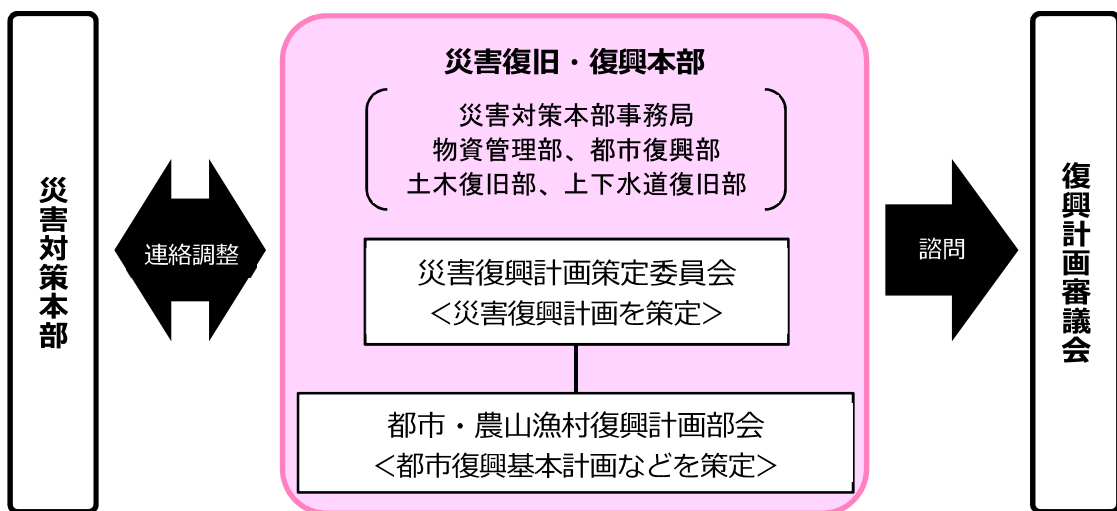 災害対策本部
連絡調整
災害復旧・復興本部
災害対策本部事務局
物資管理部、都市復興部
土木復旧部、上下水道復旧部
災害復興計画策定委員会
＜災害復興計画を策定＞
都市・農山漁村復興計画部会
＜都市復興基本計画などを策定＞
諮問
復興計画審議会